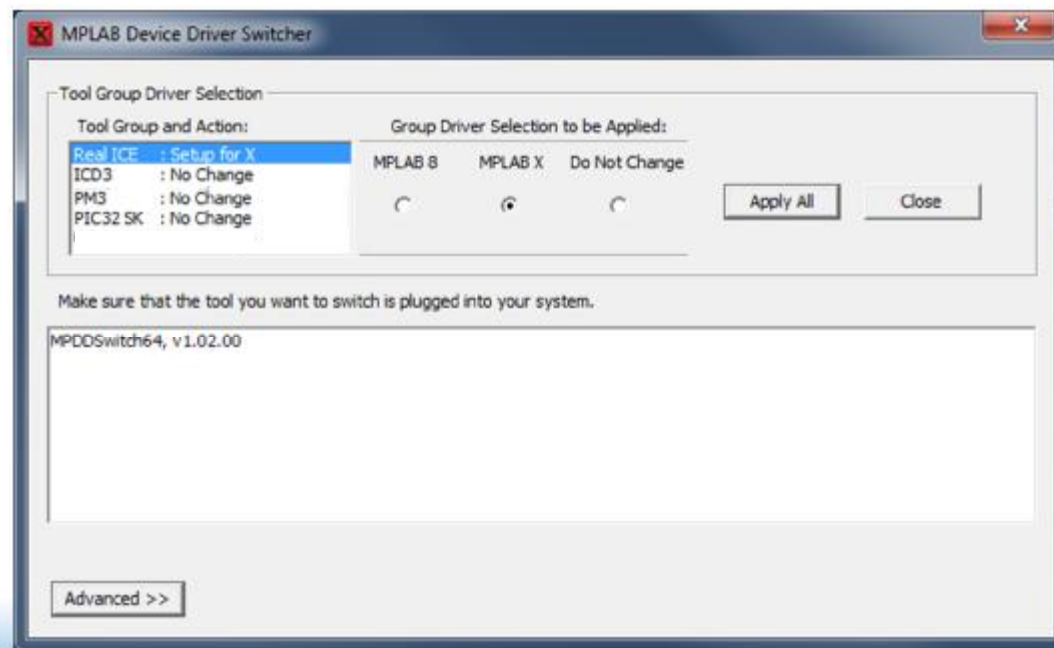 MPLAB Device Driver Switcher
Tool Group Driver Selection
Tool Group and Action:
Group Driver Selection to be Applied:
Real ICE : Setup for X
ICD3 : No Change
PM3 : No Change
PIC32 SK : No Change
MPLAB 8 MPLAB X Do Not Change
Apply All
Close
Make sure that the tool you want to switch is plugged into your system.
MPDDSwitch64, v1.02.00
Advanced >>